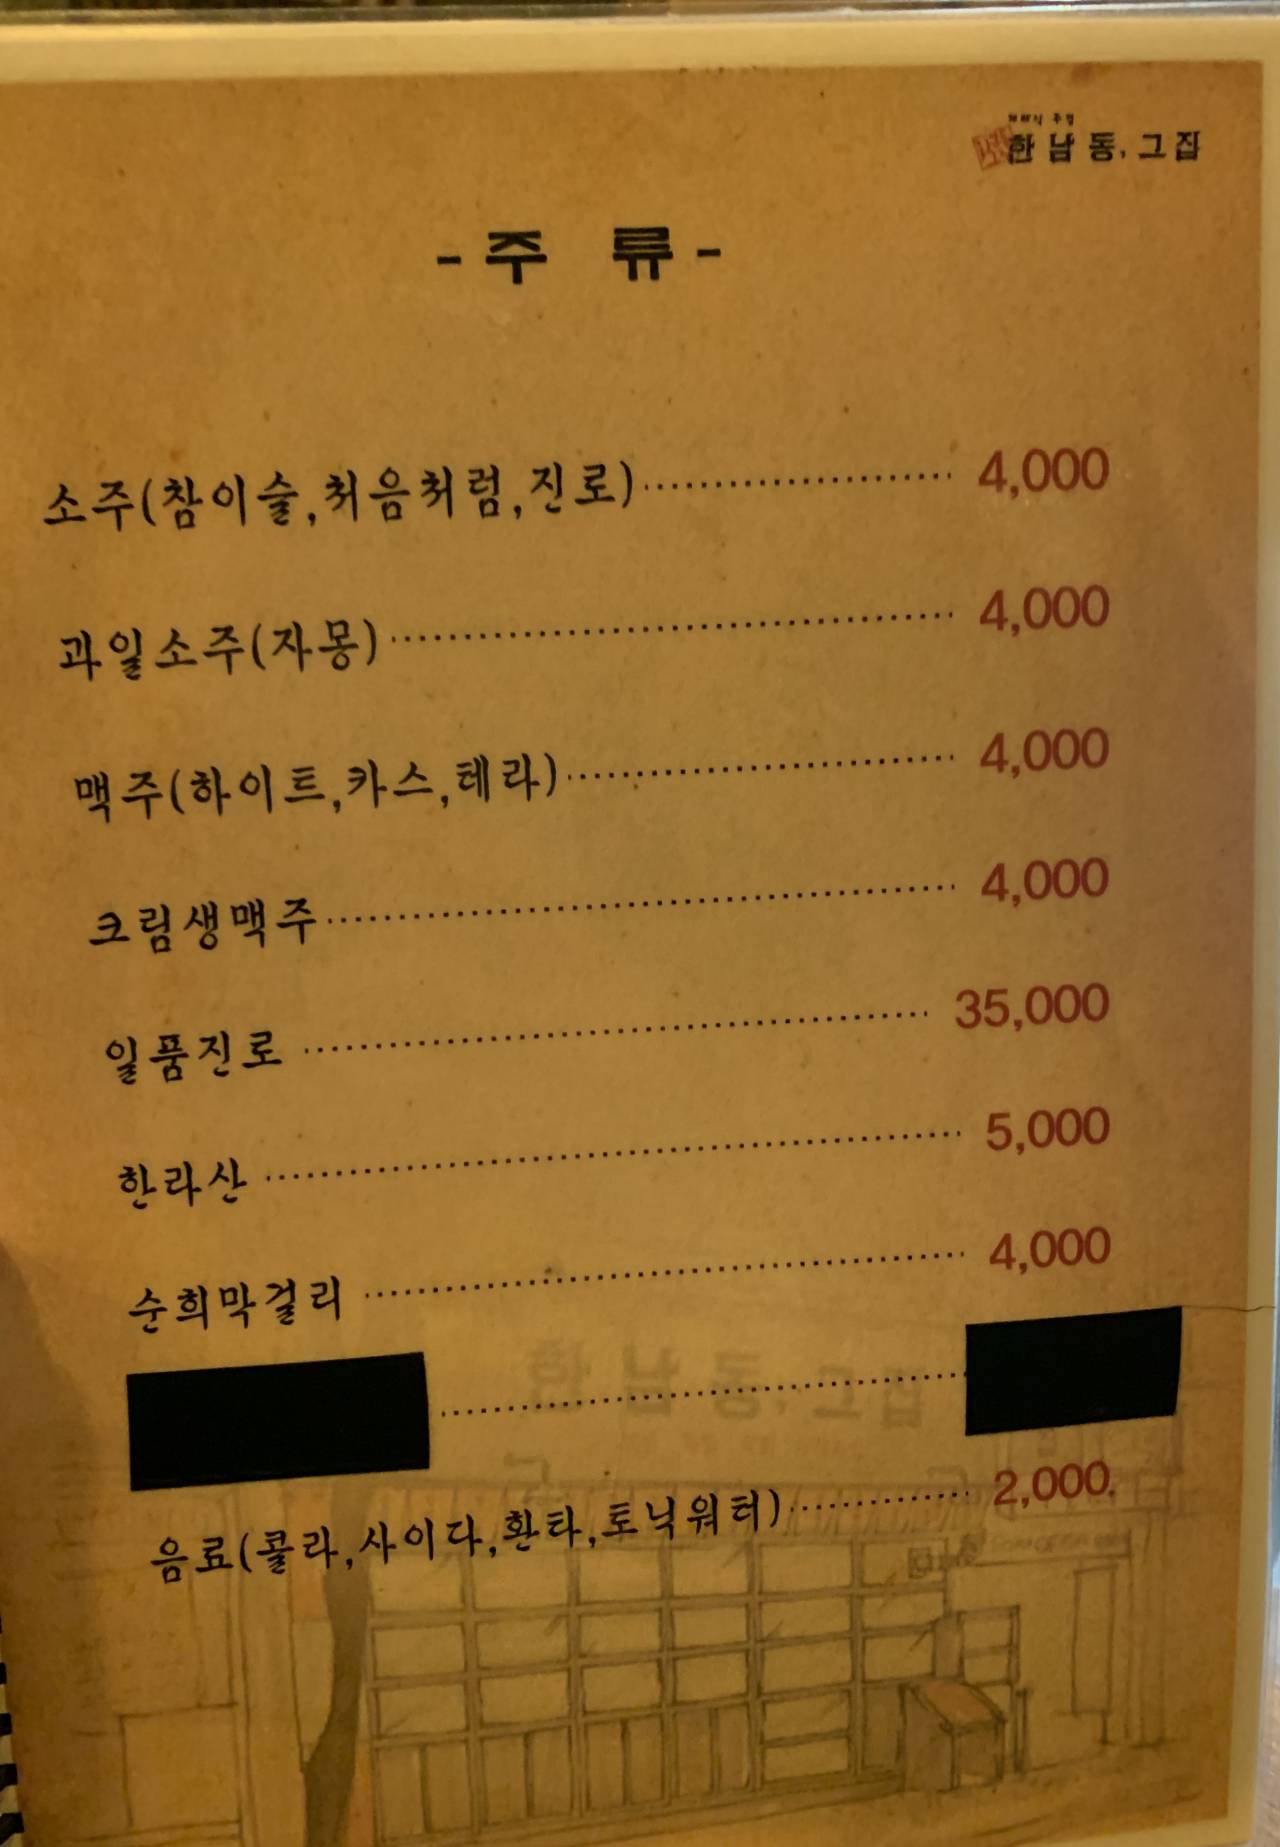 한남동, 그집
- 주 류 -
소주(참이슬,처음처럼,진로) 4,000
과일소주(자몽) 4,000
맥주(하이트,카스,테라) 4,000
크림생맥주 4,000
일품진로 35,000
한라산 5,000
순희막걸리 4,000
한남동, 그집
음료(콜라,사이다,환타,토닉워터) 2,000